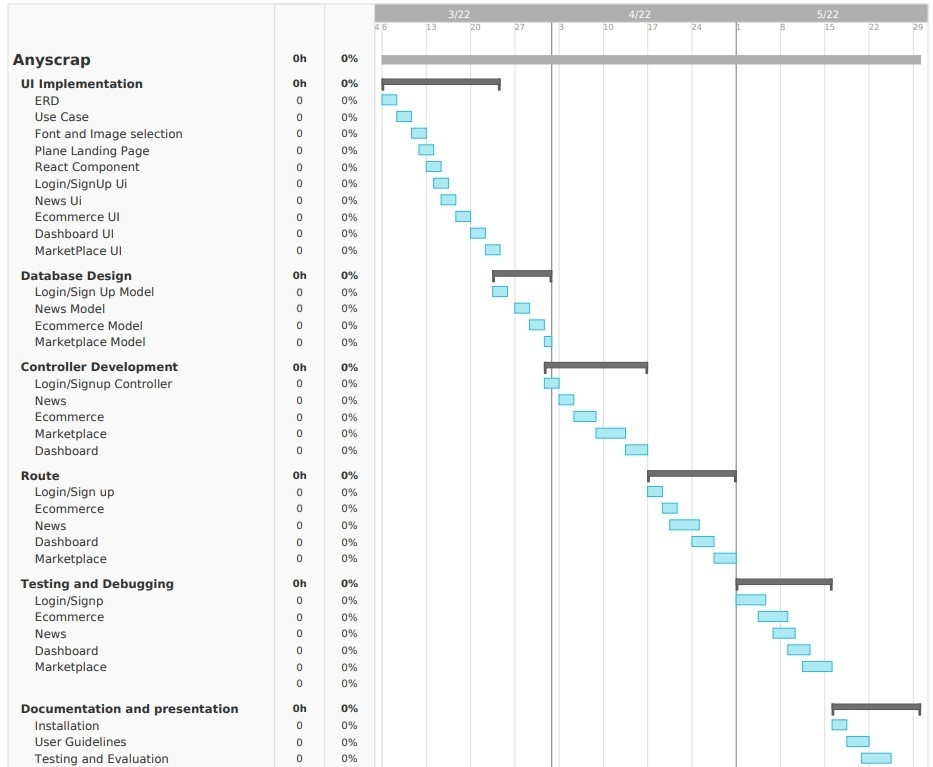 3/22 4/22 5/22
4 6 13 20 27 3 10 17 24 1 8 15 22 29
Anyscrap 0h 0%
UI Implementation 0h 0%
ERD 0 0%
Use Case 0 0%
Font and Image selection 0 0%
Plane Landing Page 0 0%
React Component 0 0%
Login/SignUp Ui 0 0%
News Ui 0 0%
Ecommerce UI 0 0%
Dashboard UI 0 0%
MarketPlace UI 0 0%
Database Design 0h 0%
Login/Sign Up Model 0 0%
News Model 0 0%
Ecommerce Model 0 0%
Marketplace Model 0 0%
Controller Development 0h 0%
Login/Signup Controller 0 0%
News 0 0%
Ecommerce 0 0%
Marketplace 0 0%
Dashboard 0 0%
Route 0h 0%
Login/Sign up 0 0%
Ecommerce 0 0%
News 0 0%
Dashboard 0 0%
Marketplace 0 0%
Testing and Debugging 0h 0%
Login/Signp 0 0%
Ecommerce 0 0%
News 0 0%
Dashboard 0 0%
Marketplace 0 0%
0 0%
Documentation and presentation 0h 0%
Installation 0 0%
User Guidelines 0 0%
Testing and Evaluation 0 0%